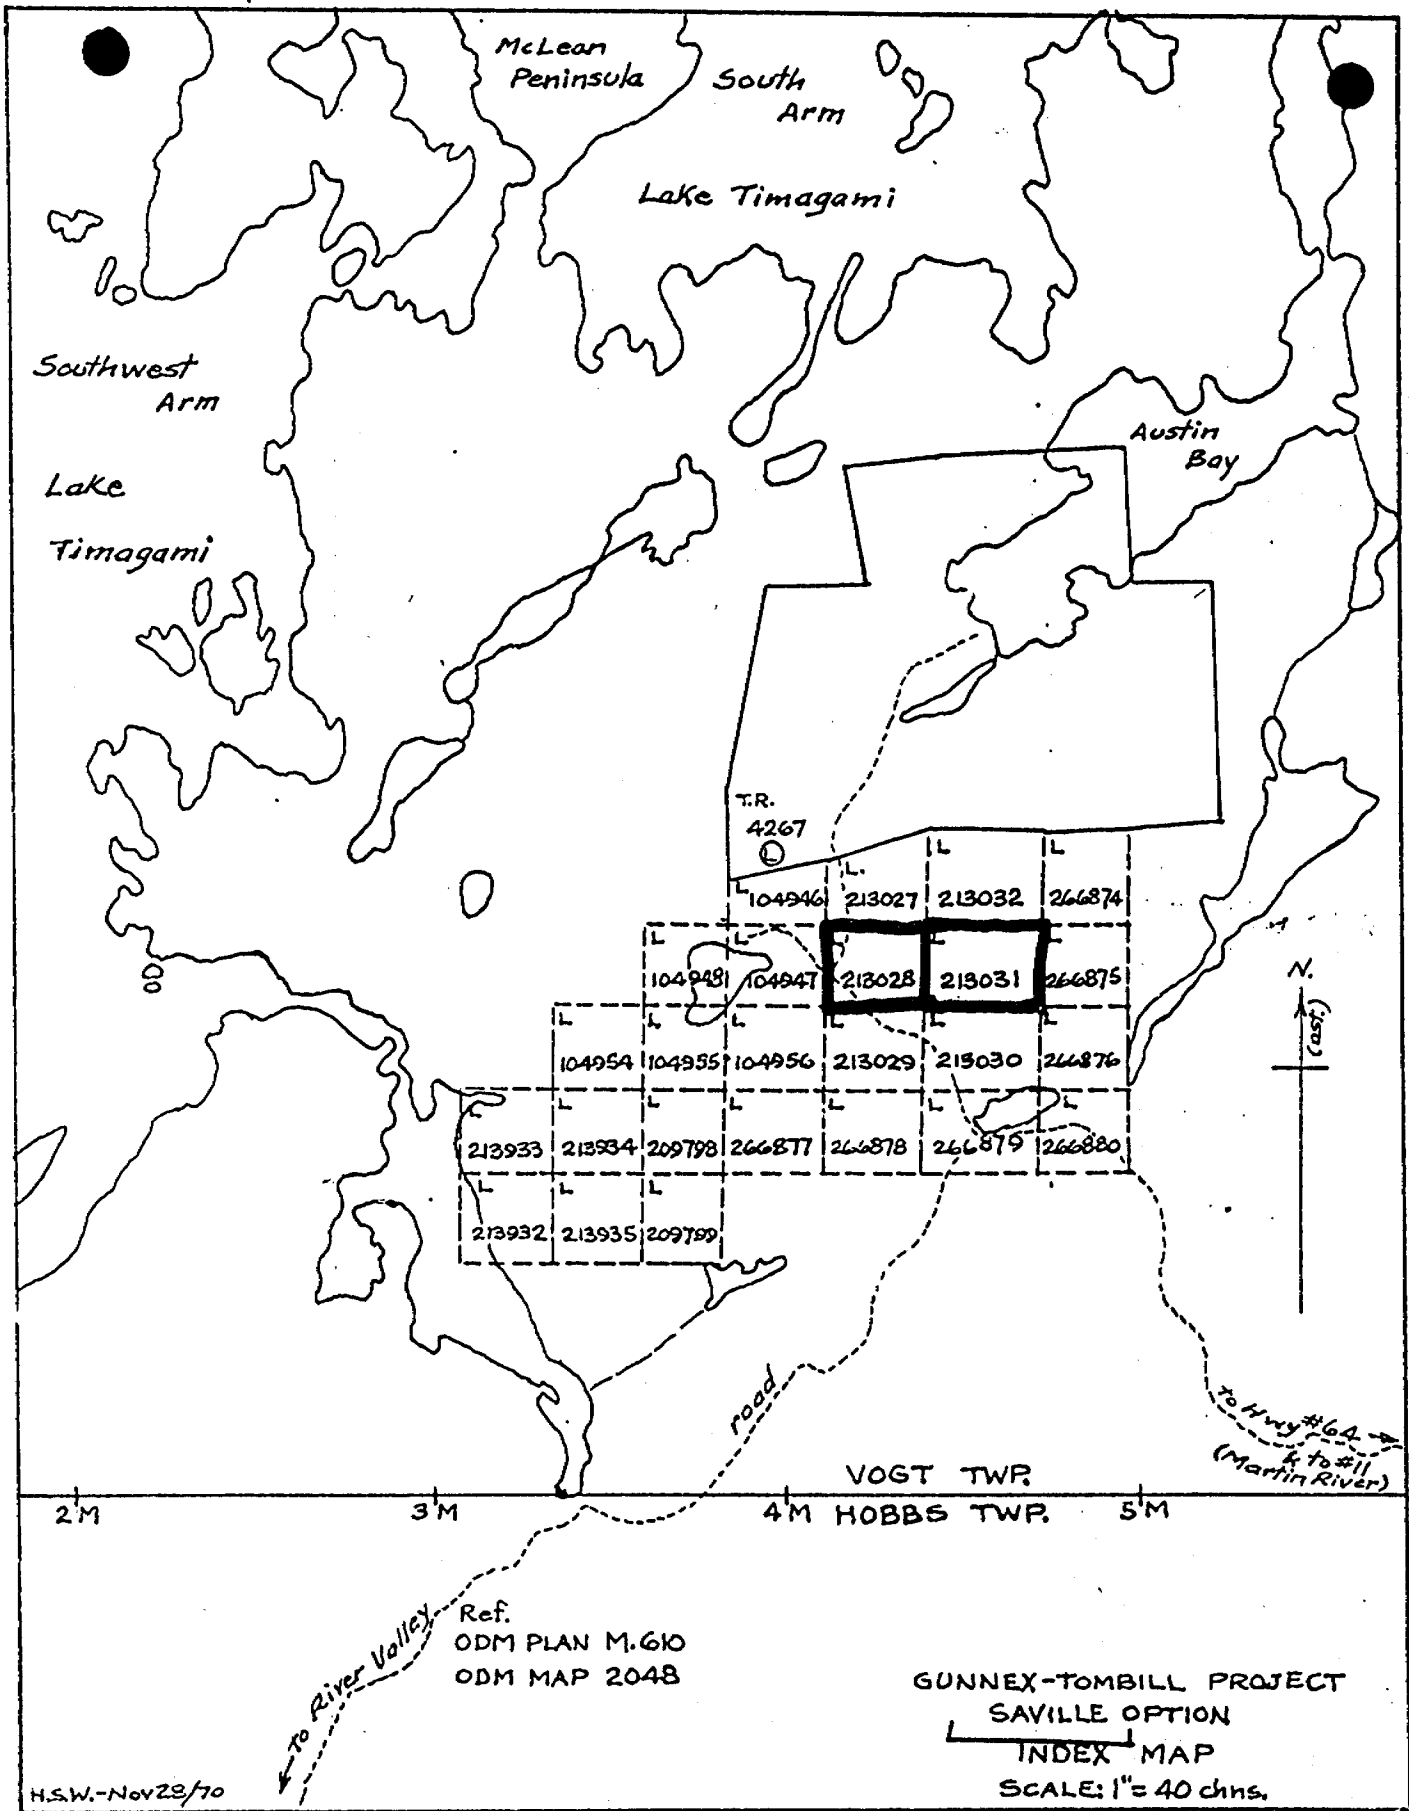 McLean
Peninsula
South
Arm
Lake Timagami
Southwest
Arm
Lake
Timagami
Austin
Bay
T.R.
4267
L
L
L.
L
L
104946
213027
213032
266874
L
L
L
L
104948
104947
213028
213031
266875
L
L
L
L
L
L
104954
104955
104956
213029
213030
266876
L
L
L
L
L
L
L
213933
213934
209798
266877
266878
266879
266880
L
L
L
213932
213935
209799
N.
(ast.)
road
to Hwy #64
& to #11
(Martin River)
VOGT TWP.
2M
3M
4M
HOBBS TWP.
5M
to River Valley
Ref.
ODM PLAN M.610
ODM MAP 2048
GUNNEX-TOMBILL PROJECT
SAVILLE OPTION
INDEX MAP
SCALE: 1"= 40 chns.
H.S.W.-Nov 28/70